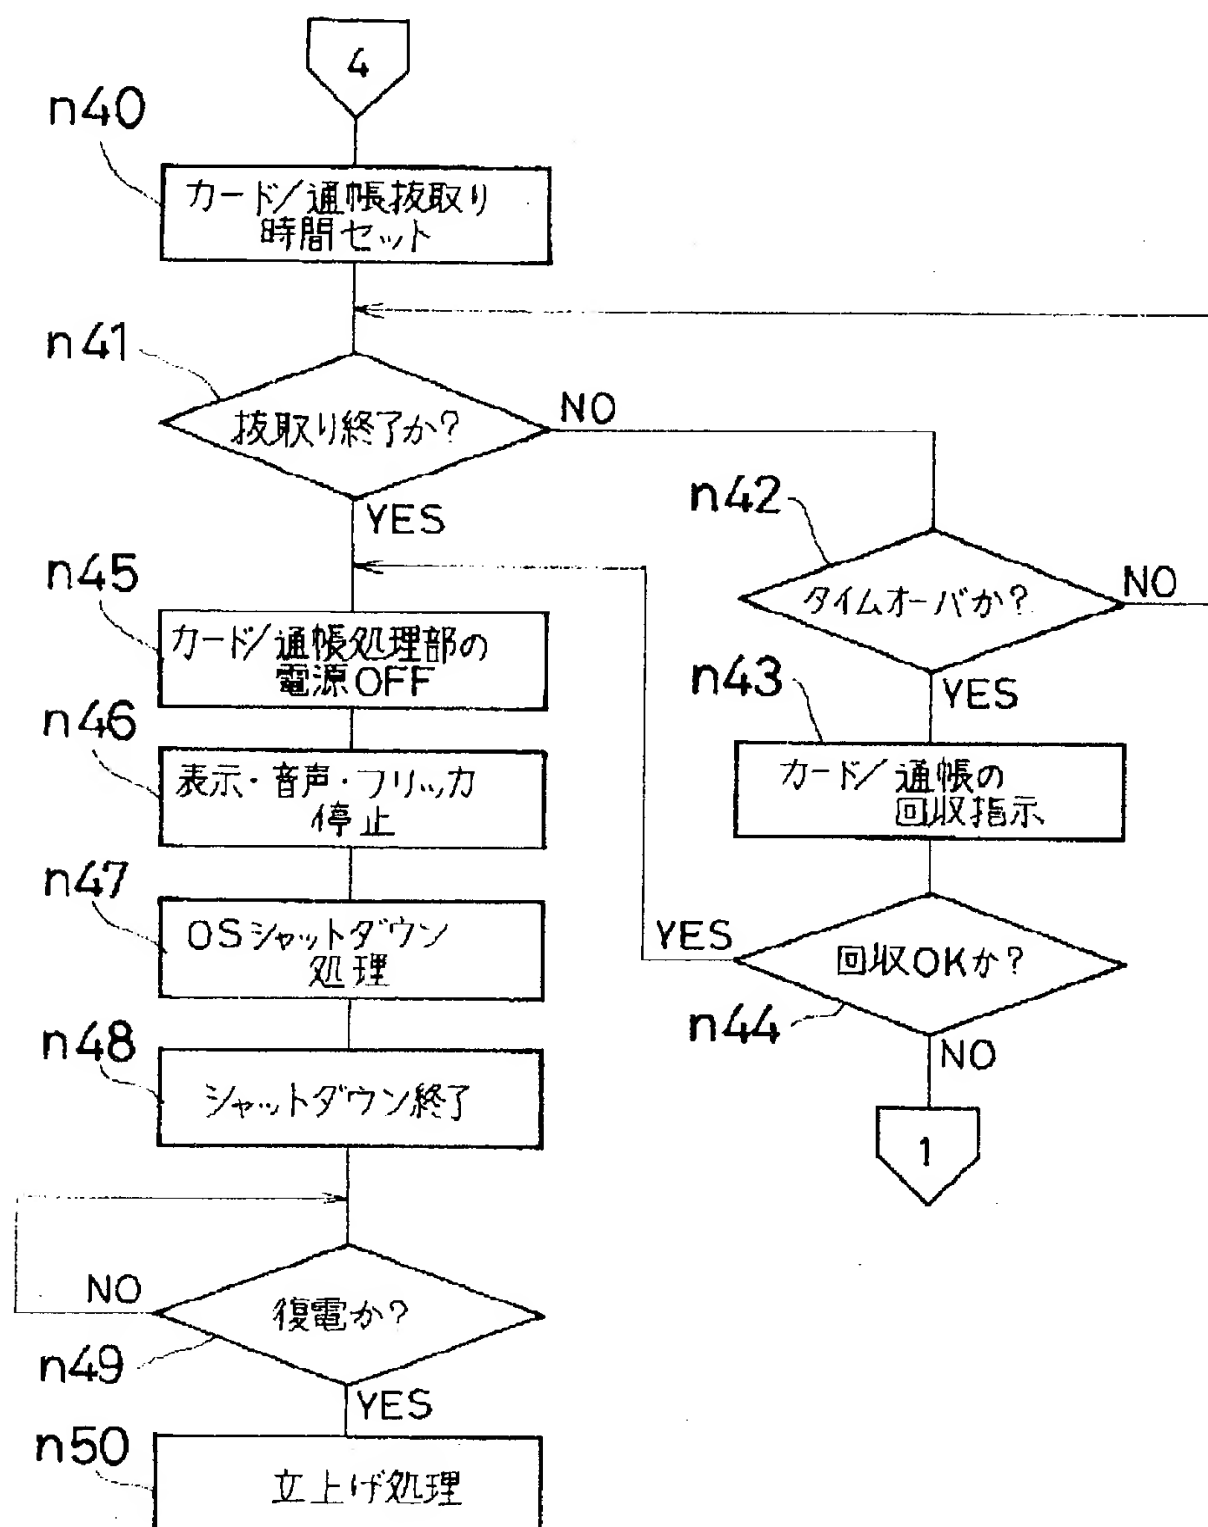 4
n40
カード/通帳抜取り
時間セット
n41
抜取り終了か?
NO
YES
n42
タイムオーバか?
NO
YES
n43
カード/通帳の
回収指示
n44
回収OKか?
YES
NO
1
n45
カード/通帳処理部の
電源OFF
n46
表示・音声・フリッカ
停止
n47
OSシャットダウン
処理
n48
シャットダウン終了
n49
復電か?
NO
YES
n50
立上げ処理